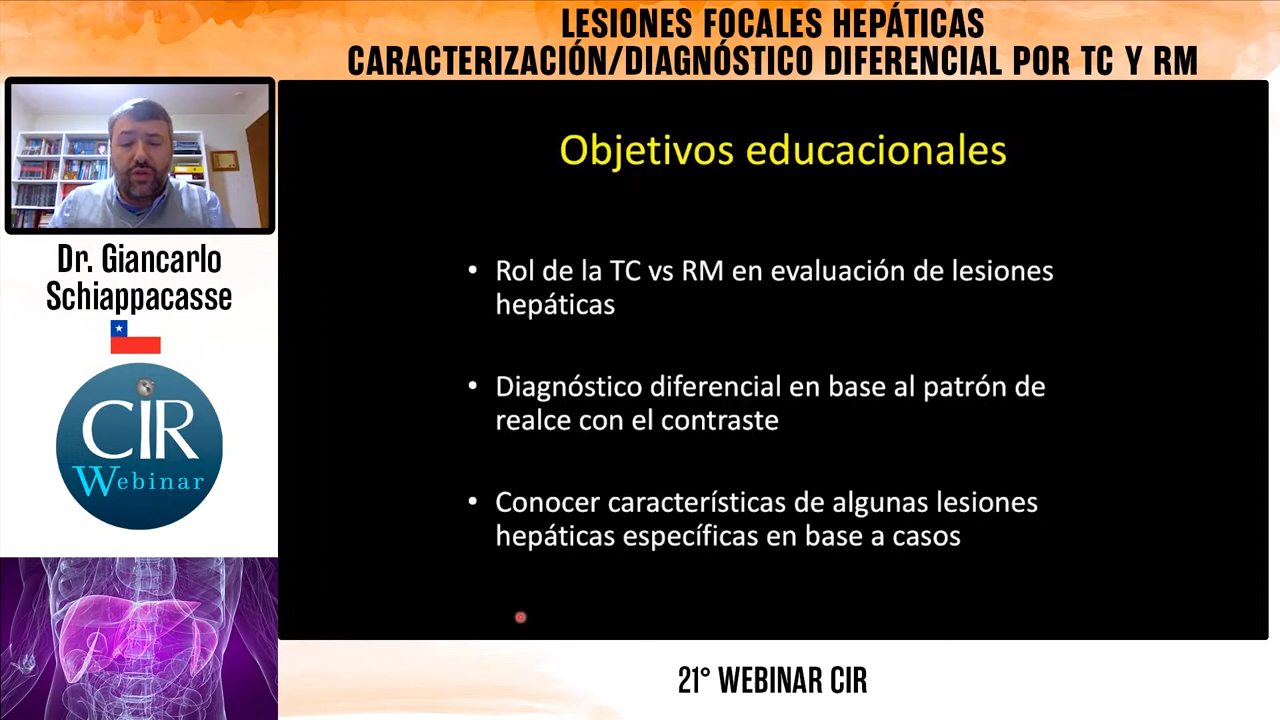 LESIONES FOCALES HEPÁTICAS
CARACTERIZACIÓN/DIAGNÓSTICO DIFERENCIAL POR TC Y RM
Dr. Giancarlo
Schiappacasse
CIR
Webinar
Objetivos educacionales
• Rol de la TC vs RM en evaluación de lesiones
hepáticas
• Diagnóstico diferencial en base al patrón de
realce con el contraste
• Conocer características de algunas lesiones
hepáticas específicas en base a casos
21° WEBINAR CIR